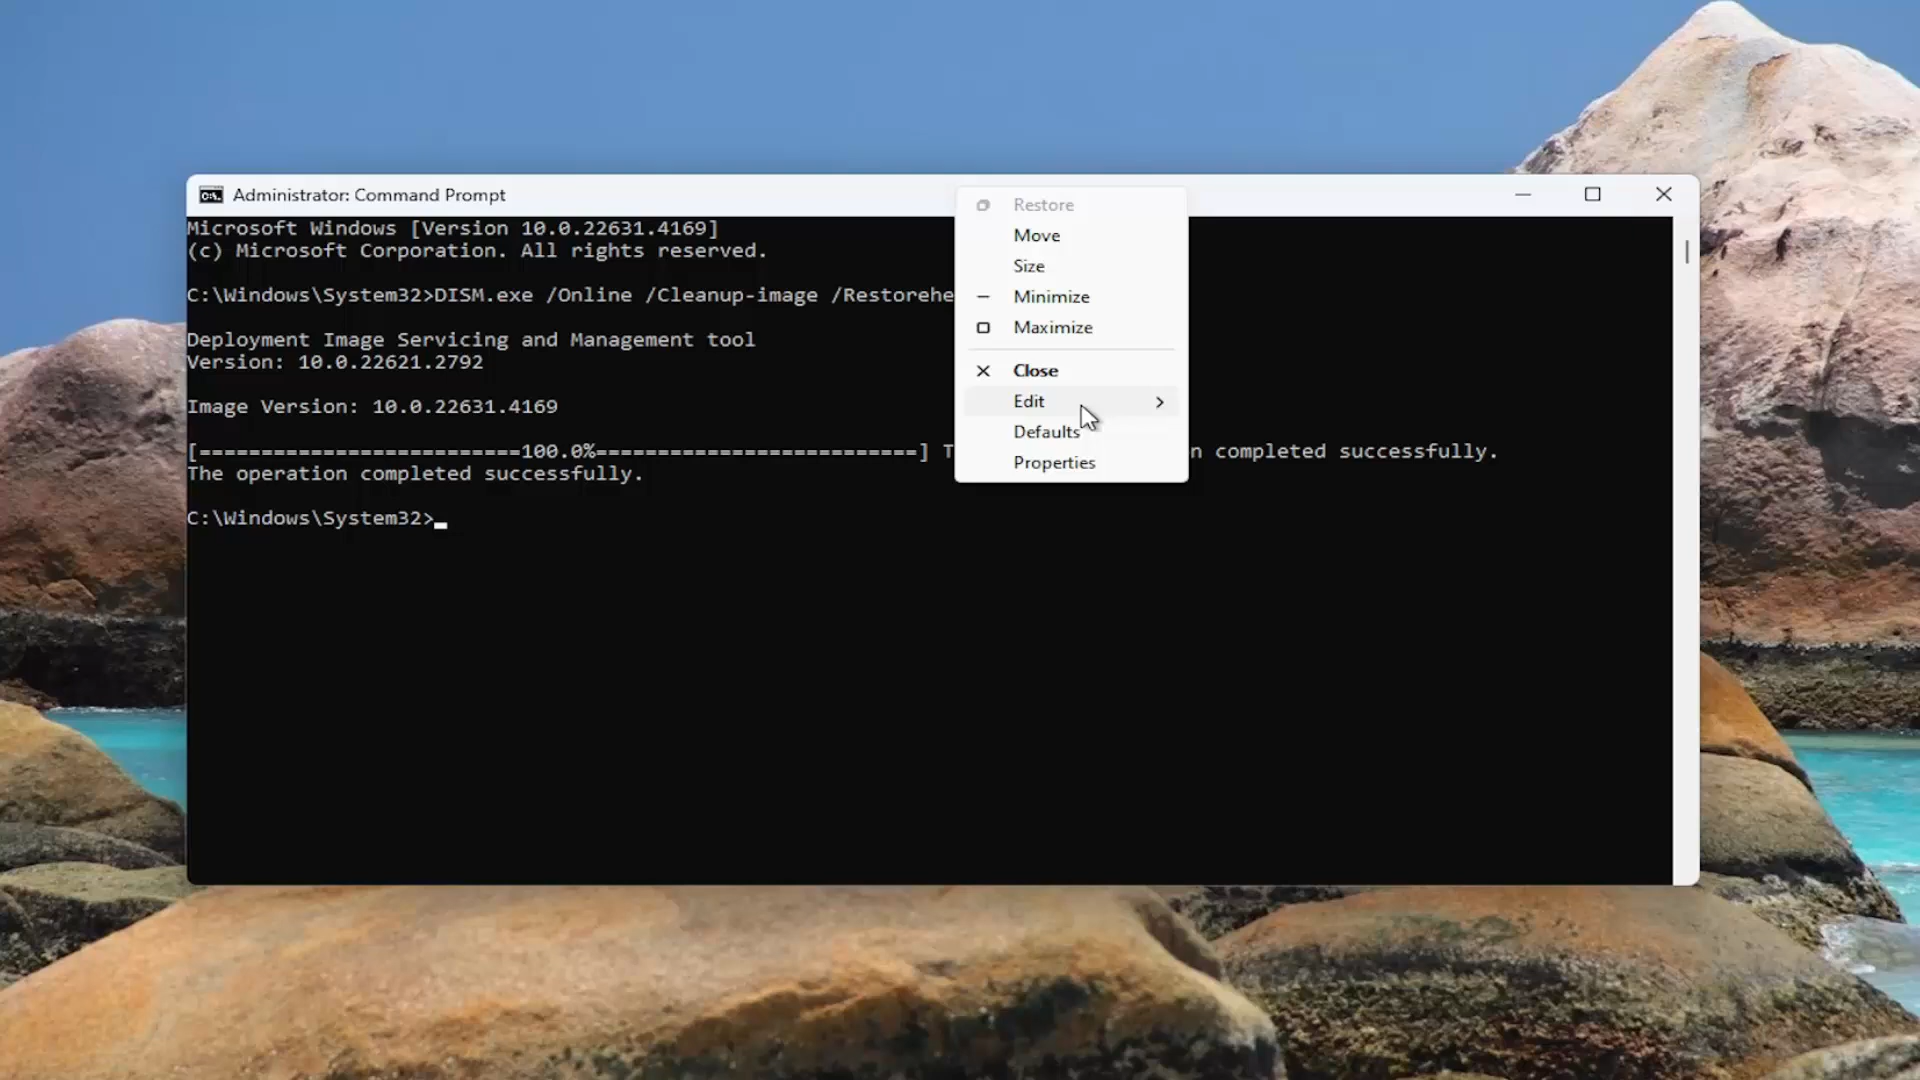 Administrator: Command Prompt
Microsoft Windows [Version 10.0.22631.4169]
(c) Microsoft Corporation. All rights reserved.
C:\Windows\System32>DISM.exe /Online /Cleanup-image /Restorehe
Deployment Image Servicing and Management tool
Version: 10.0.22621.2792
Image Version: 10.0.22631.4169
[==========================100.0%==========================] T n completed successfully.
The operation completed successfully.
C:\Windows\System32>
Restore
Move
Size
Minimize
Maximize
Close
Edit
Defaults
Properties